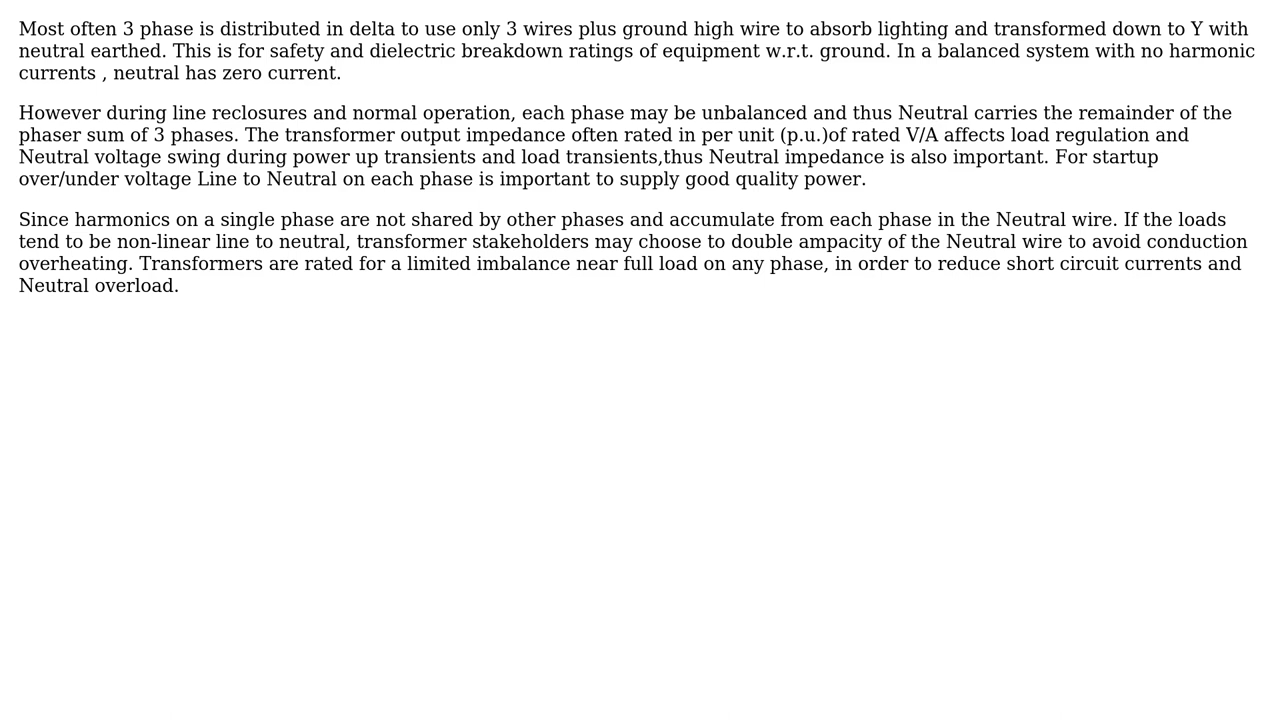 Most often 3 phase is distributed in delta to use only 3 wires plus ground high wire to absorb lighting and transformed down to Y with
neutral earthed. This is for safety and dielectric breakdown ratings of equipment w.r.t. ground. In a balanced system with no harmonic
currents , neutral has zero current.
However during line reclosures and normal operation, each phase may be unbalanced and thus Neutral carries the remainder of the
phaser sum of 3 phases. The transformer output impedance often rated in per unit (p.u.)of rated V/A affects load regulation and
Neutral voltage swing during power up transients and load transients,thus Neutral impedance is also important. For startup
over/under voltage Line to Neutral on each phase is important to supply good quality power.
Since harmonics on a single phase are not shared by other phases and accumulate from each phase in the Neutral wire. If the loads
tend to be non-linear line to neutral, transformer stakeholders may choose to double ampacity of the Neutral wire to avoid conduction
overheating. Transformers are rated for a limited imbalance near full load on any phase, in order to reduce short circuit currents and
Neutral overload.